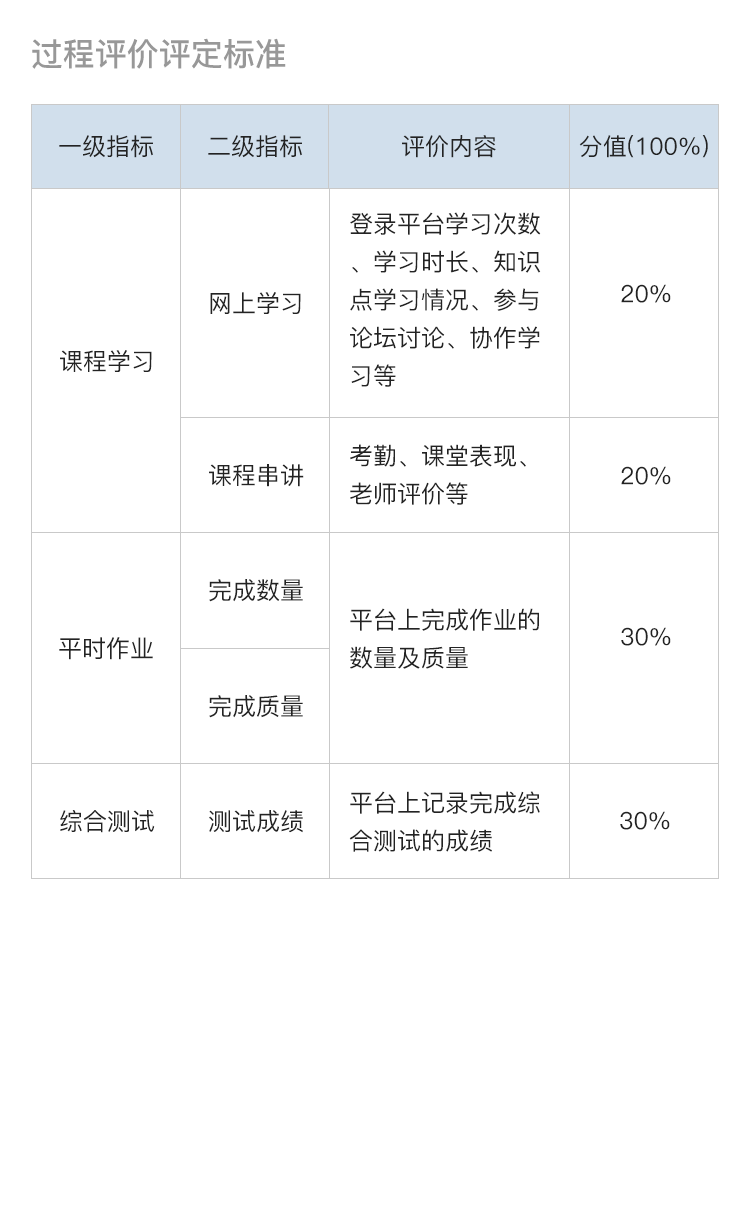 过程评价评定标准
一级指标
二级指标
评价内容
分值(100%)
课程学习
网上学习
登录平台学习次数
、学习时长、知识
点学习情况、参与
论坛讨论、协作学
习等
20%
课程串讲
考勤、课堂表现、
老师评价等
20%
平时作业
完成数量
完成质量
平台上完成作业的
数量及质量
30%
综合测试
测试成绩
平台上记录完成综
合测试的成绩
30%